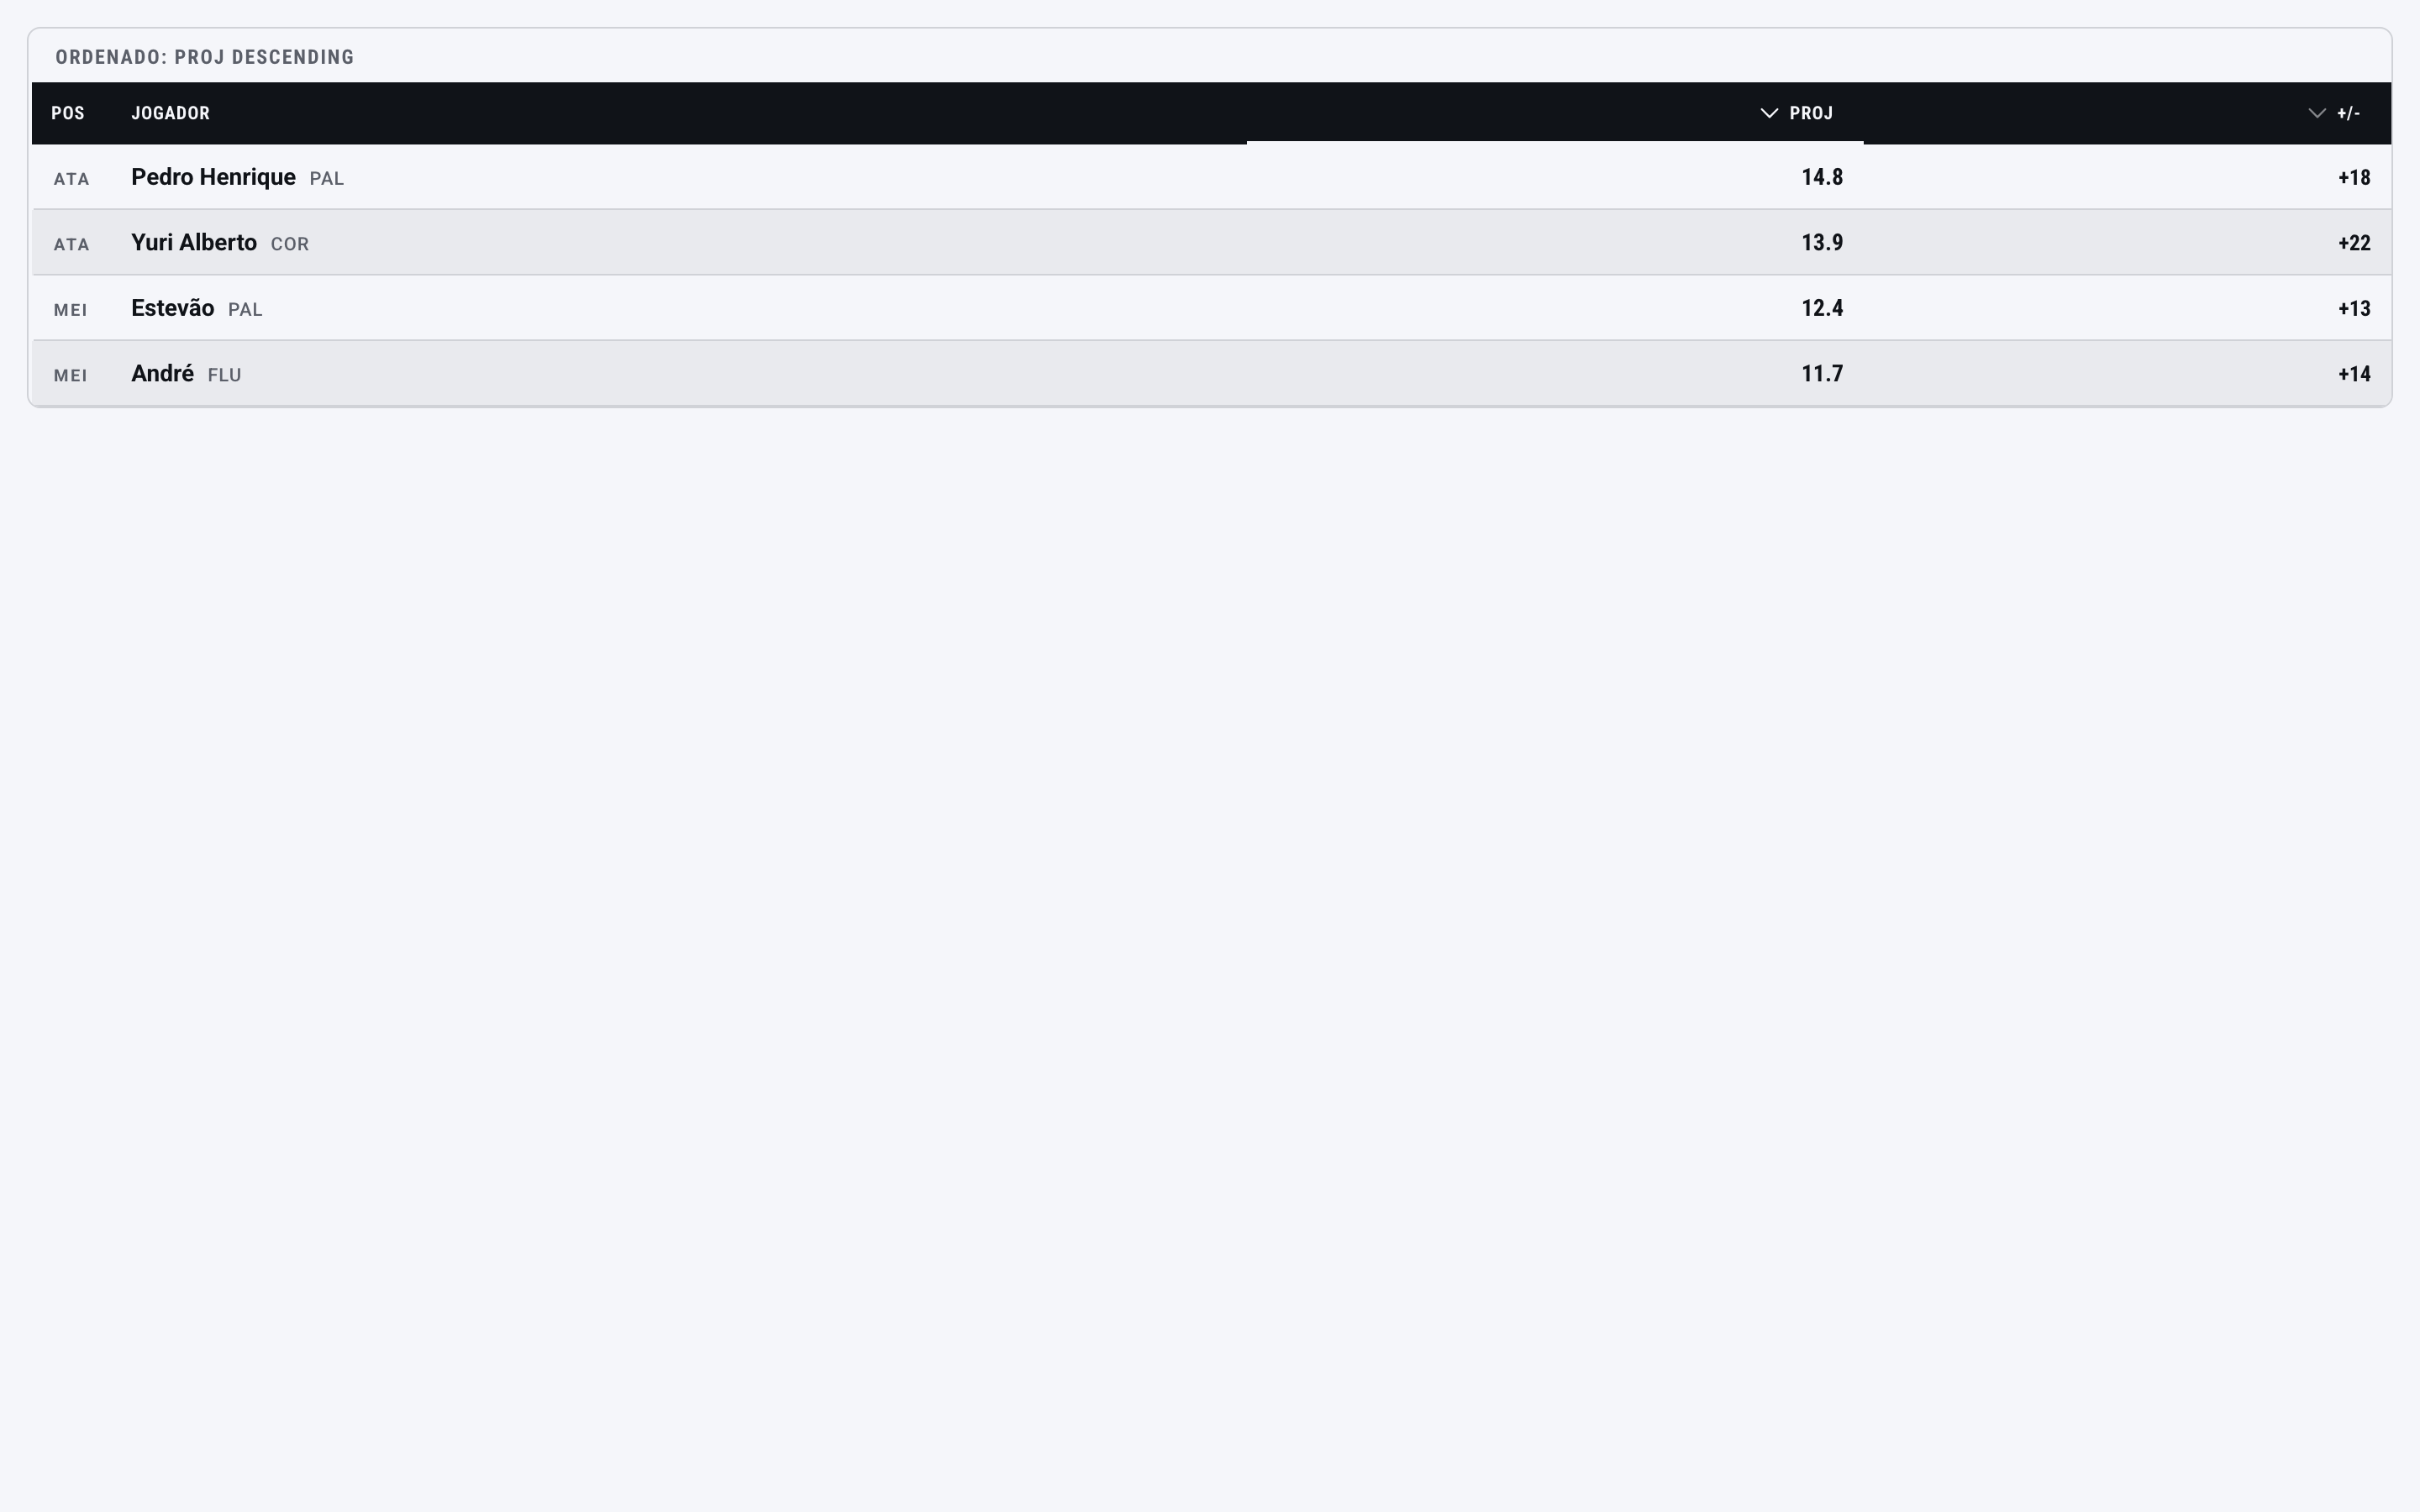 ORDENADO: PROJ DESCENDING
POS JOGADOR PROJ +/-
ATA Pedro Henrique PAL 14.8 +18
ATA Yuri Alberto COR 13.9 +22
MEI Estevão PAL 12.4 +13
MEI André FLU 11.7 +14